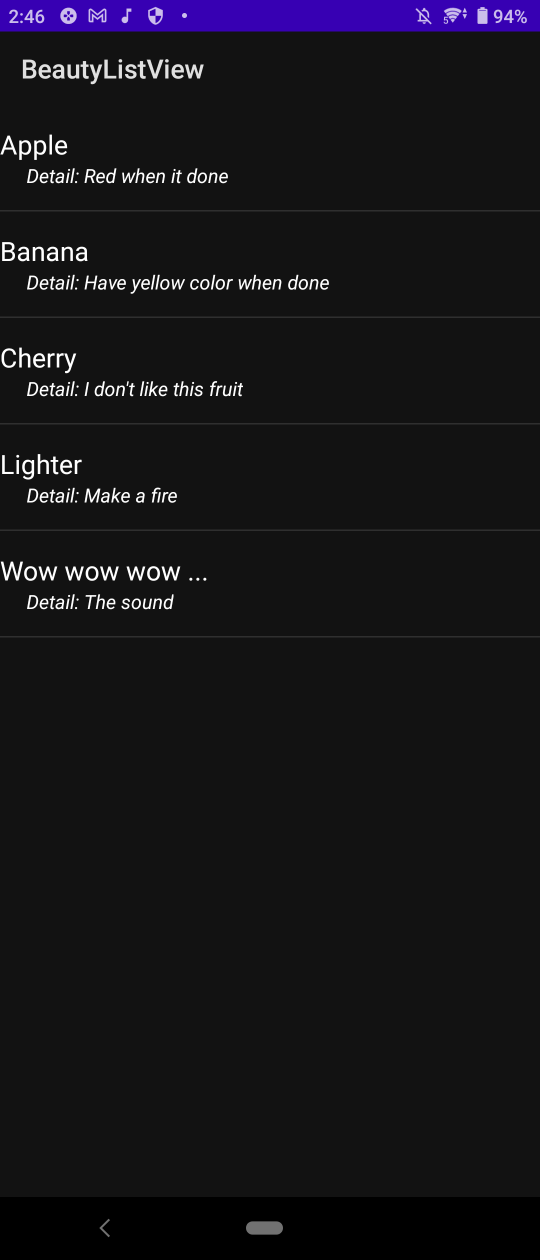 2:46 94%
BeautyListView
Apple
Detail: Red when it done
Banana
Detail: Have yellow color when done
Cherry
Detail: I don't like this fruit
Lighter
Detail: Make a fire
Wow wow wow ...
Detail: The sound